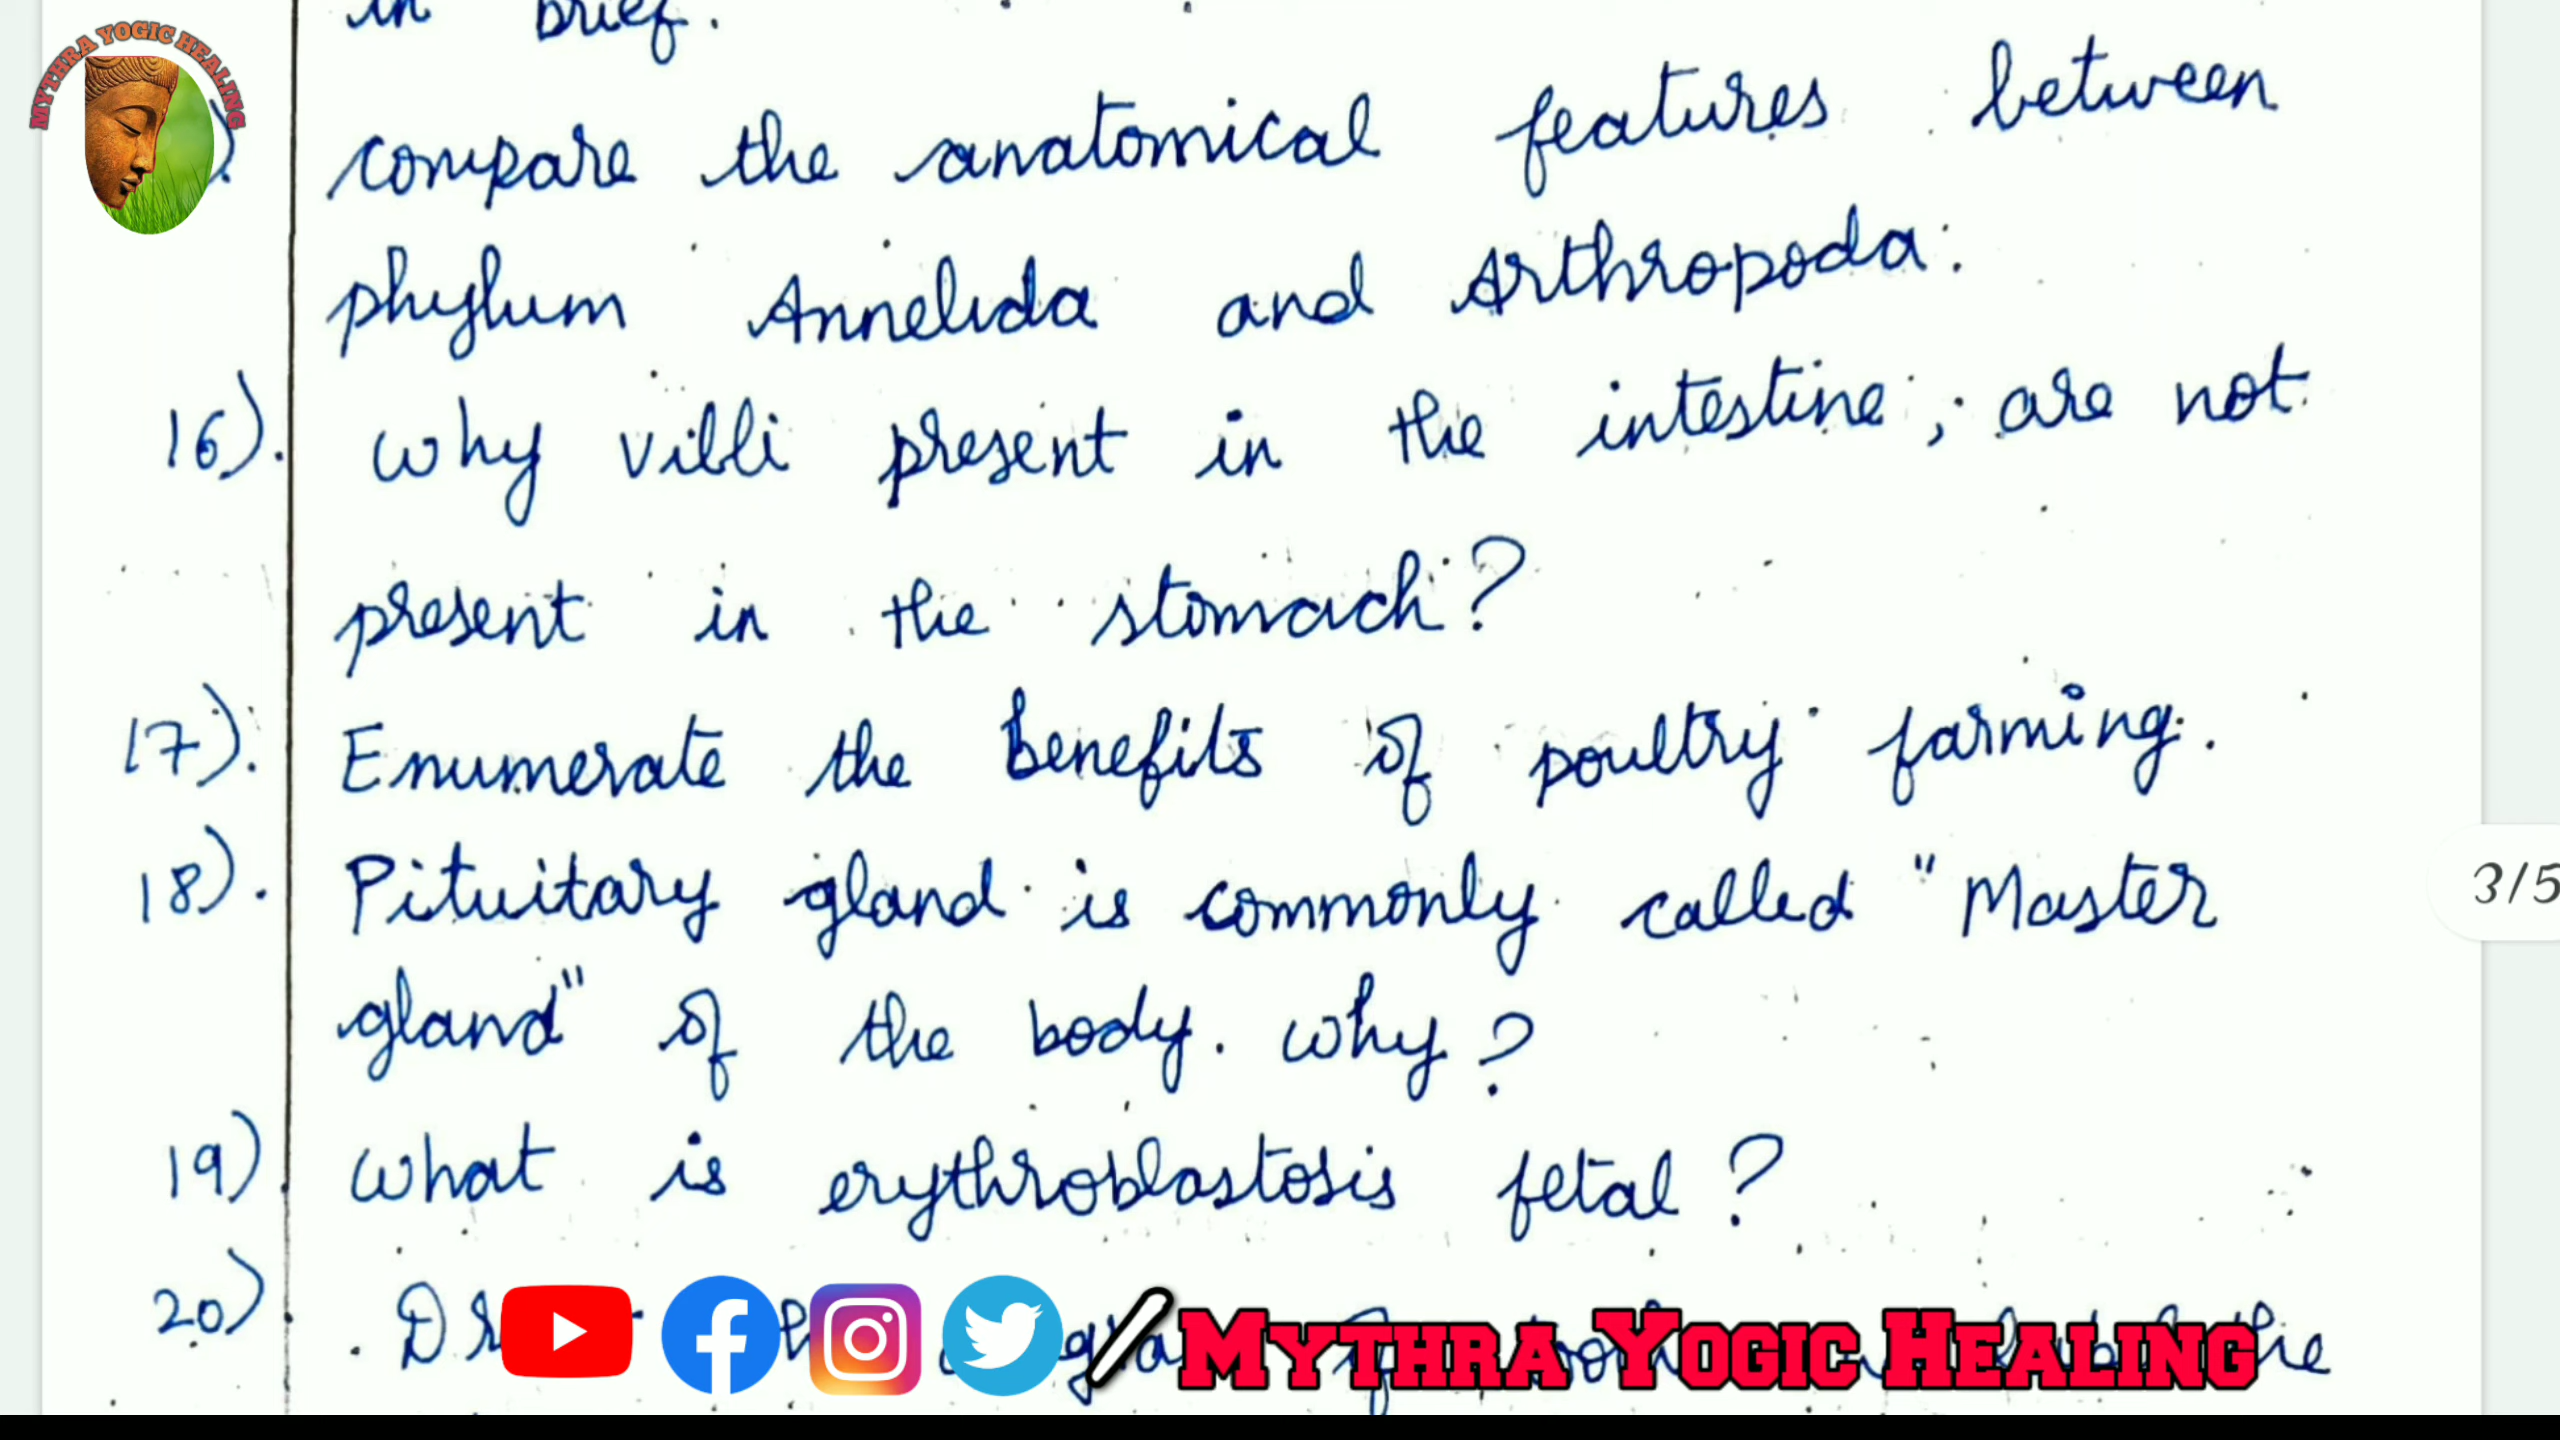 in brief.
MYTHRA YOGIC HEALING
).
compare the anatomical features between
phylum Annelida and Arthropoda.
16). why villi present in the intestine, are not
present in the stomach?
17). Enumerate the benefits of poultry farming.
18). Pituitary gland is commonly called "Master
gland" of the body. why?
3/5
19) what is erythroblastosis fetal?
20). the
MYTHRA YOGIC HEALING